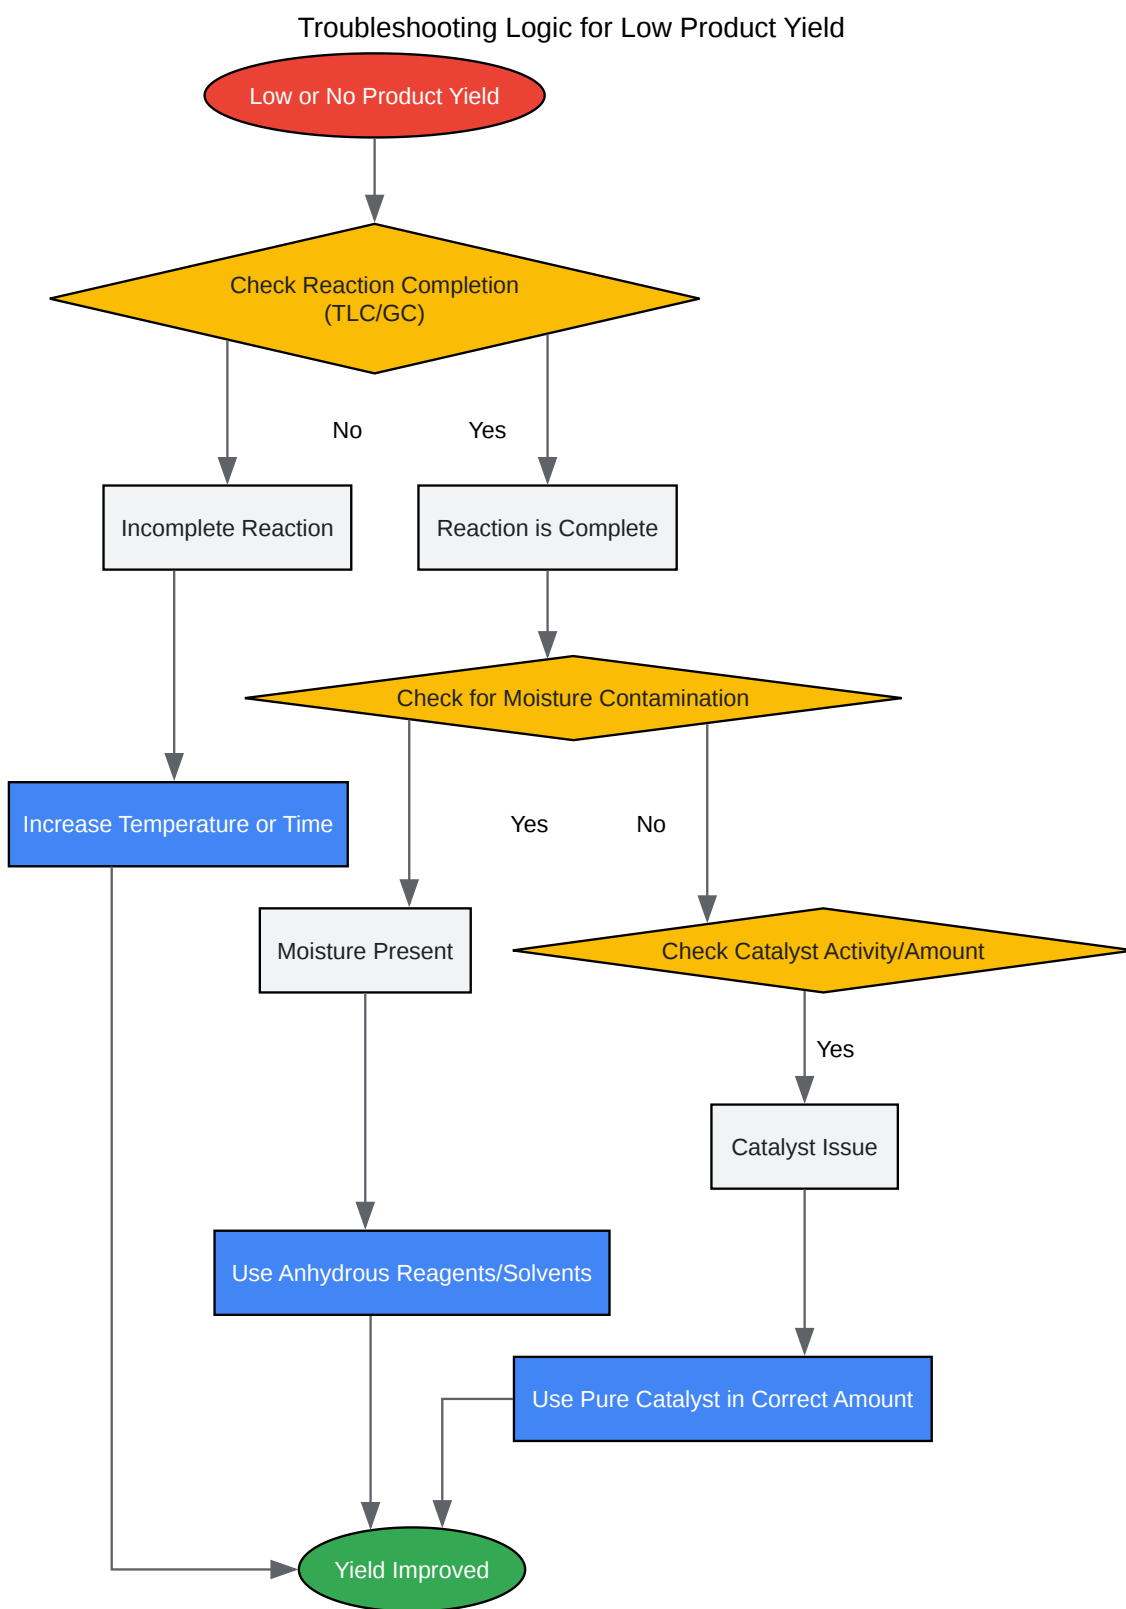 Troubleshooting Logic for Low Product Yield
Low or No Product Yield
Check Reaction Completion
(TLC/GC)
No
Yes
Incomplete Reaction
Reaction is Complete
Check for Moisture Contamination
Increase Temperature or Time
Yes
No
Moisture Present
Check Catalyst Activity/Amount
Yes
Catalyst Issue
Use Anhydrous Reagents/Solvents
Use Pure Catalyst in Correct Amount
Yield Improved